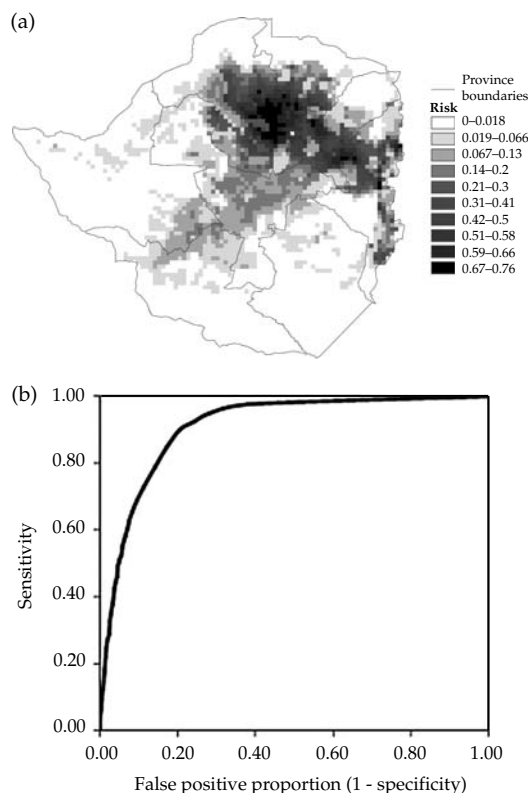 (a)
Province
boundaries
Risk
0–0.018
0.019–0.066
0.067–0.13
0.14–0.2
0.21–0.3
0.31–0.41
0.42–0.5
0.51–0.58
0.59–0.66
0.67–0.76
(b)
1.00
0.80
0.60
0.40
0.20
0.00
Sensitivity
0.00 0.20 0.40 0.60 0.80 1.00
False positive proportion (1 - specificity)